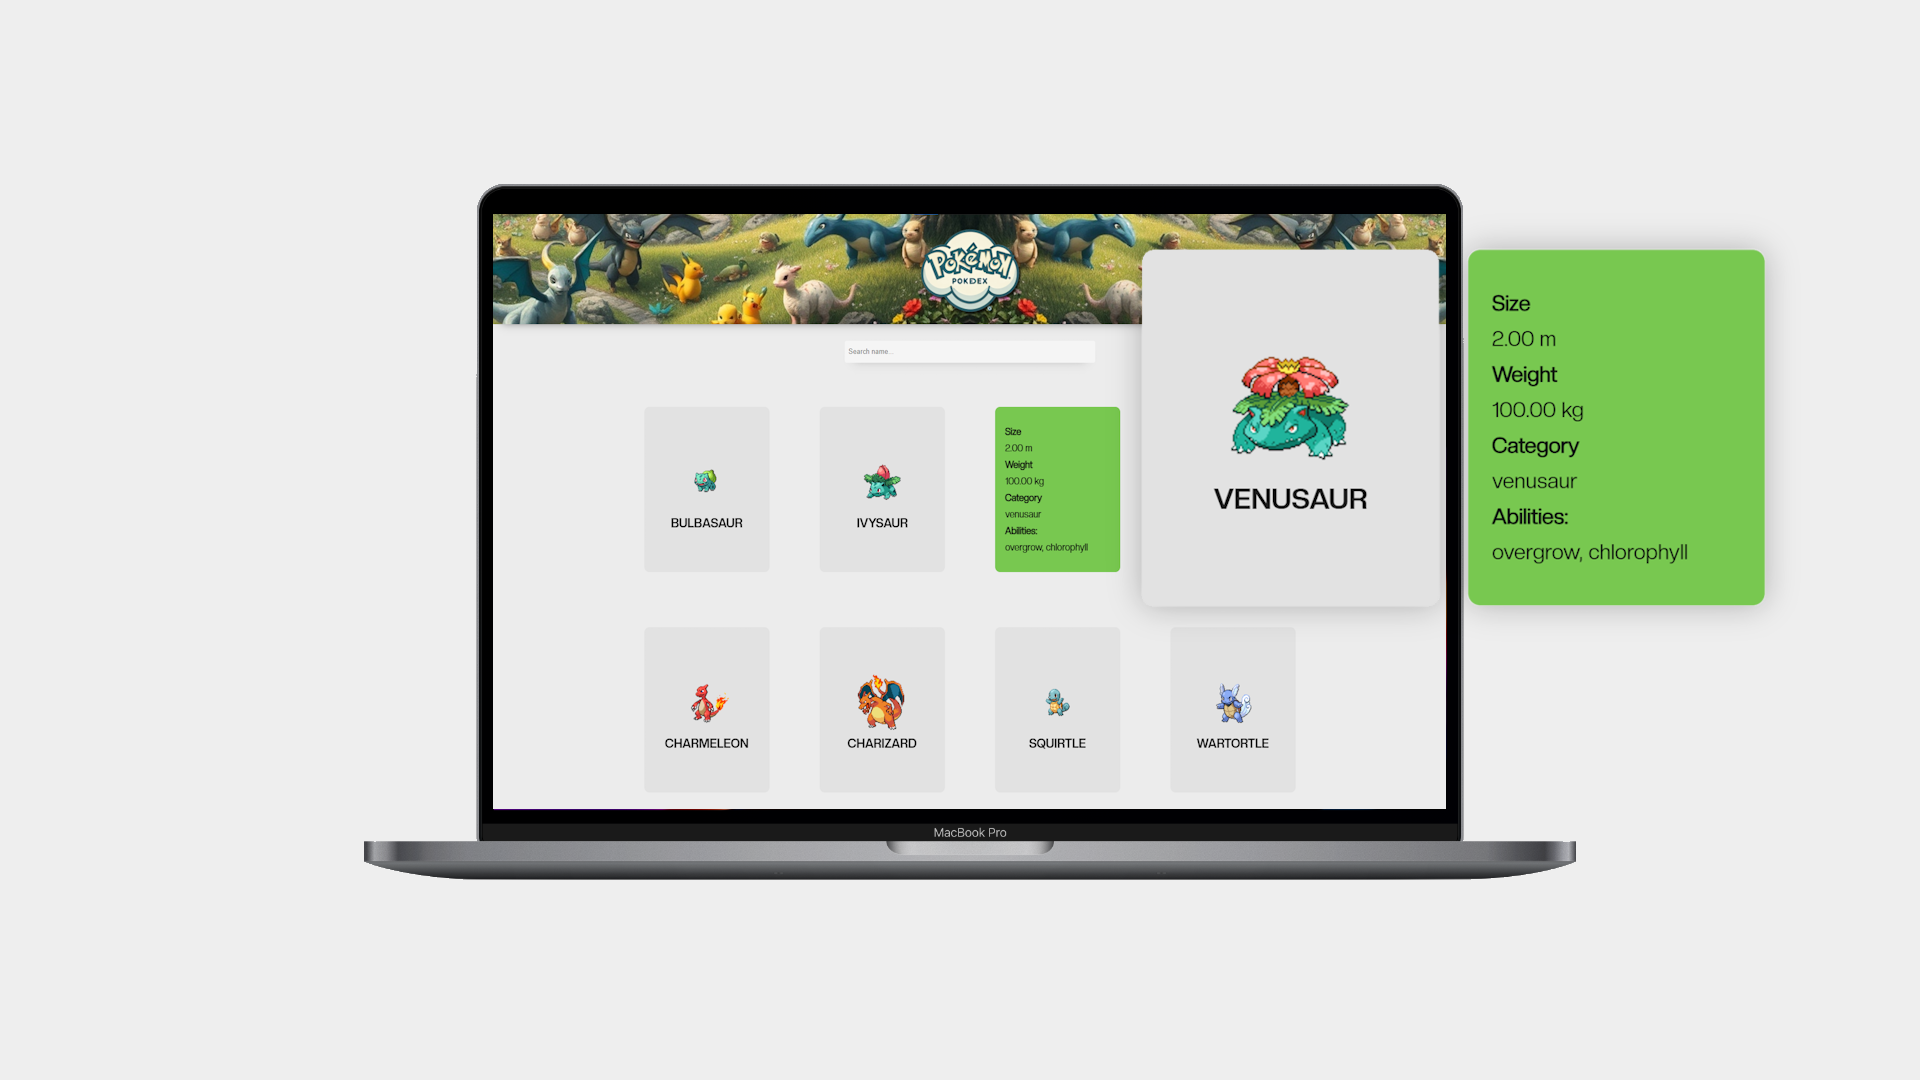 POKÉMON
POKEDEX
Search name...
BULBASAUR
IVYSAUR
Size
2.00 m
Weight
100.00 kg
Category
venusaur
Abilities:
overgrow, chlorophyll
VENUSAUR
Size
2.00 m
Weight
100.00 kg
Category
venusaur
Abilities:
overgrow, chlorophyll
CHARMELEON
CHARIZARD
SQUIRTLE
WARTORTLE
MacBook Pro